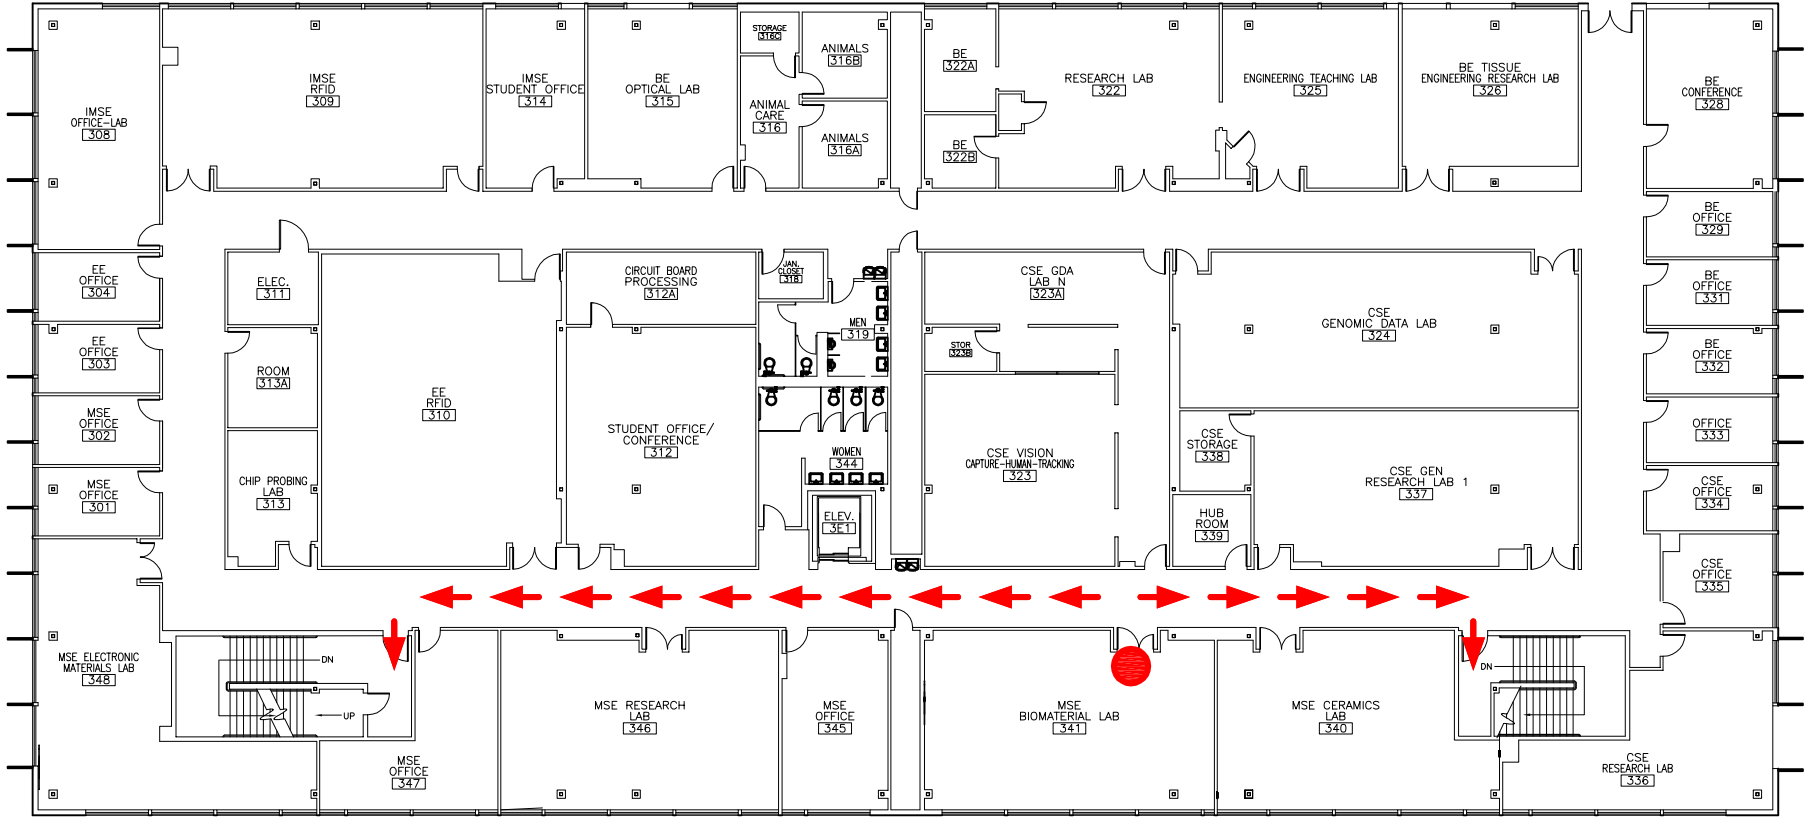 IMSE
OFFICE-LAB
308
IMSE
RFID
309
IMSE
STUDENT OFFICE
314
BE
OPTICAL LAB
315
STORAGE
316C
ANIMALS
316B
ANIMAL
CARE
316
ANIMALS
316A
BE
322A
BE
322B
RESEARCH LAB
322
ENGINEERING TEACHING LAB
325
BE TISSUE
ENGINEERING RESEARCH LAB
326
BE
CONFERENCE
328
BE
OFFICE
329
BE
OFFICE
331
BE
OFFICE
332
OFFICE
333
CSE
OFFICE
334
CSE
OFFICE
335
EE
OFFICE
304
EE
OFFICE
303
MSE
OFFICE
302
MSE
OFFICE
301
ELEC.
311
ROOM
313A
CHIP PROBING
LAB
313
EE
RFID
310
CIRCUIT BOARD
PROCESSING
312A
STUDENT OFFICE/
CONFERENCE
312
JAN.
CLOSET
318
MEN
319
WOMEN
344
ELEV.
3E1
CSE GDA
LAB N
323A
STOR
323B
CSE VISION
CAPTURE-HUMAN-TRACKING
323
CSE
GENOMIC DATA LAB
324
CSE
STORAGE
338
CSE GEN
RESEARCH LAB 1
337
HUB
ROOM
339
MSE ELECTRONIC
MATERIALS LAB
348
DN
UP
MSE
OFFICE
347
MSE RESEARCH
LAB
346
MSE
OFFICE
345
MSE
BIOMATERIAL LAB
341
MSE CERAMICS
LAB
340
DN
CSE
RESEARCH LAB
336